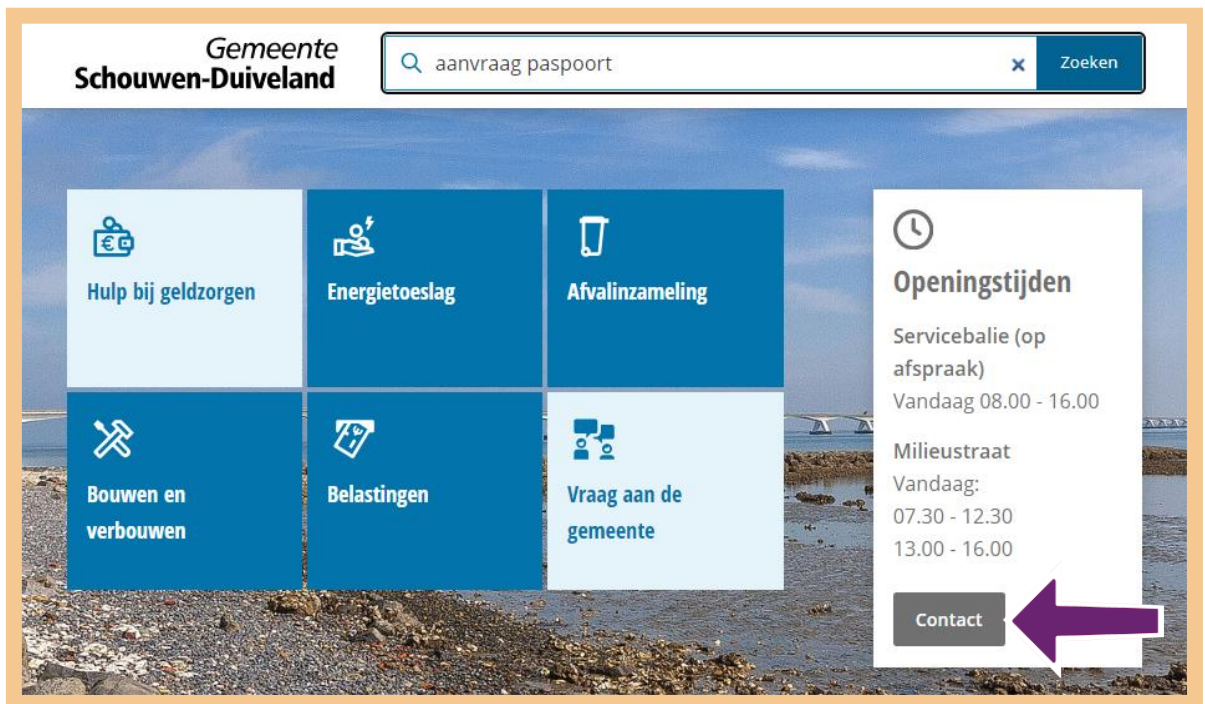 Gemeente
Schouwen-Duiveland
aanvraag paspoort
Zoeken
Hulp bij geldzorgen
Energietoeslag
Afvalinzameling
Bouwen en
verbouwen
Belastingen
Vraag aan de
gemeente
Openingstijden
Servicebalie (op
afspraak)
Vandaag 08.00 - 16.00
Milieustraat
Vandaag:
07.30 - 12.30
13.00 - 16.00
Contact